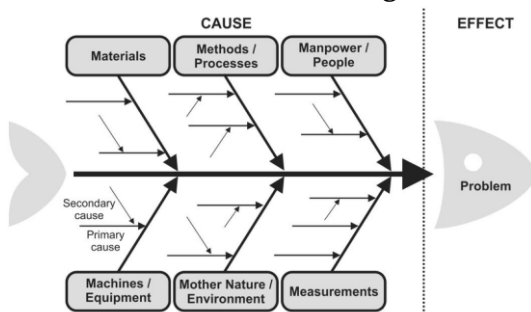 CAUSE
EFFECT
Materials
Methods /
Processes
Manpower /
People
Problem
Secondary
cause
Primary
cause
Machines /
Equipment
Mother Nature /
Environment
Measurements